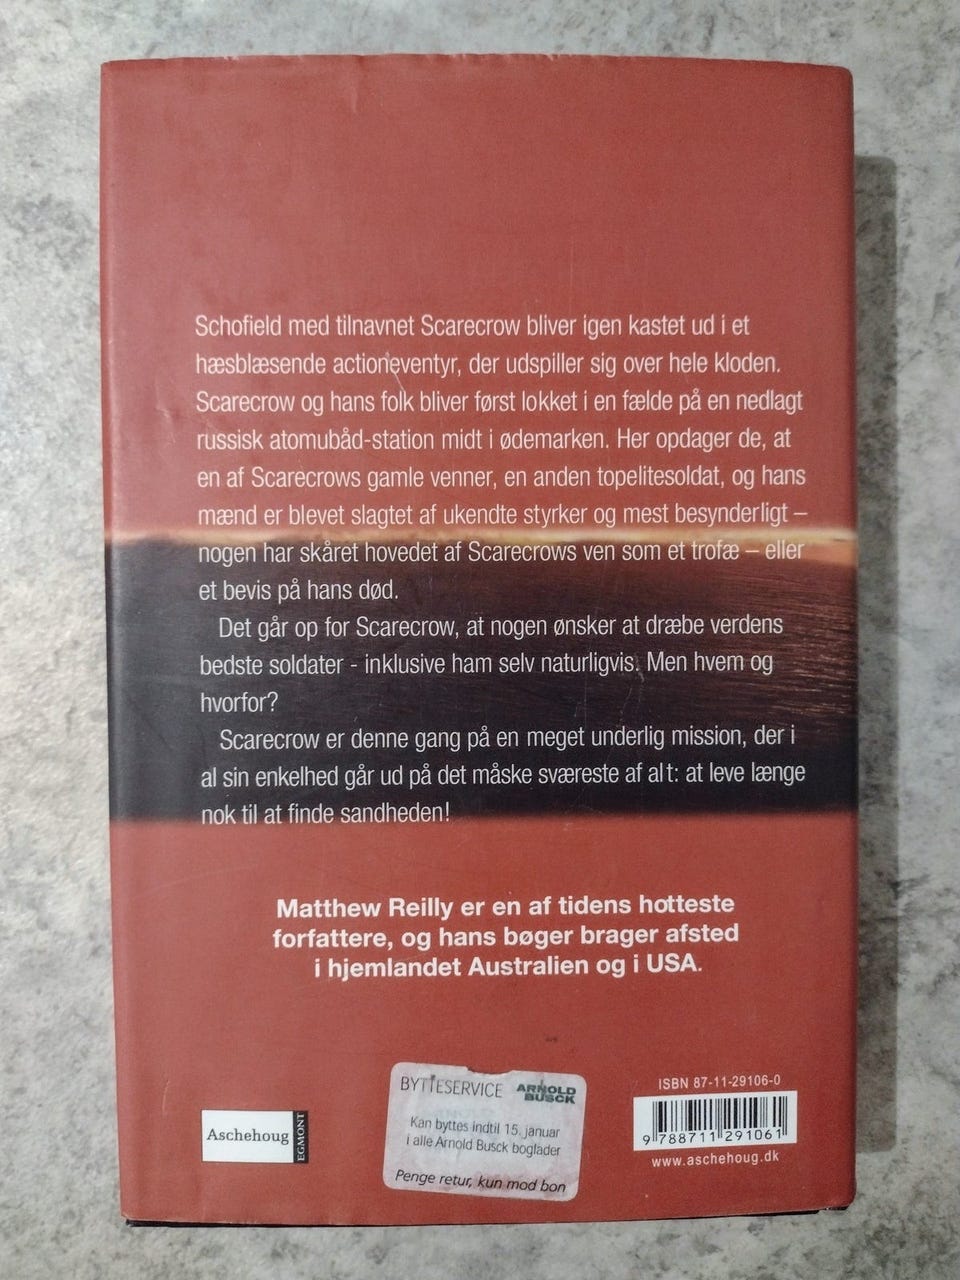 Schofield med tilnavnet Scarecrow bliver igen kastet ud i et
hæsblæsende actioneventyr, der udspiller sig over hele kloden.
Scarecrow og hans folk bliver først lokket i en fælde på en nedlagt
russisk atomubåd-station midt i ødemarken. Her opdager de, at
en af Scarecrows gamle venner, en anden topelitesoldat, og hans
mænd er blevet slagtet af ukendte styrker og mest besynderligt –
nogen har skåret hovedet af Scarecrows ven som et trofæ – eller
et bevis på hans død.
Det går op for Scarecrow, at nogen ønsker at dræbe verdens
bedste soldater - inklusive ham selv naturligvis. Men hvem og
hvorfor?
Scarecrow er denne gang på en meget underlig mission, der i
al sin enkelhed går ud på det måske sværeste af alt: at leve længe
nok til at finde sandheden!
Matthew Reilly er en af tidens hotteste
forfattere, og hans bøger brager afsted
i hjemlandet Australien og i USA.
BYTTESERVICE ARNOLD BUSCK
Kan byttes indtil 15. januar
i alle Arnold Busck boglader
Penge retur, kun mod bon
Aschehoug EGMONT
ISBN 87-11-29106-0
9 788711 291061
www.aschehoug.dk